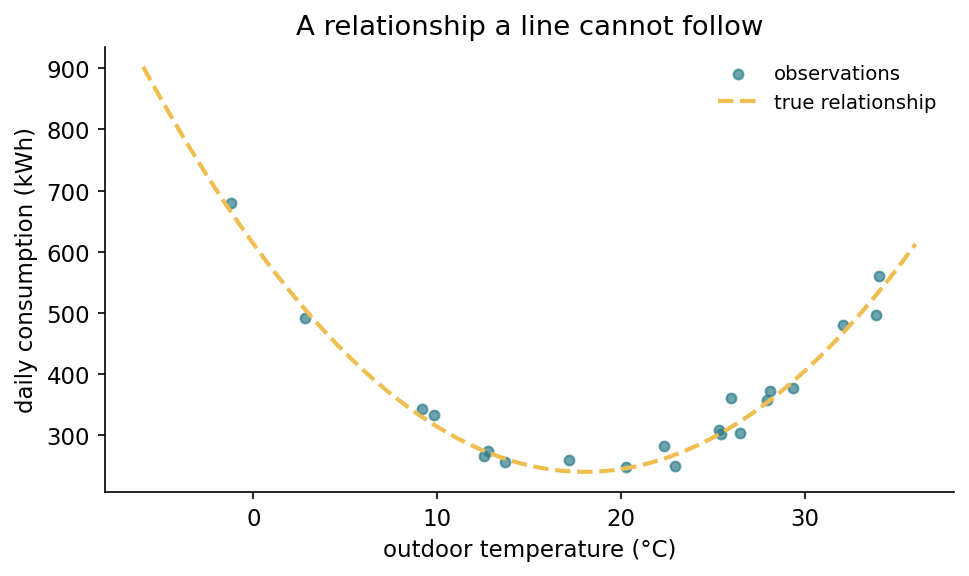 A relationship a line cannot follow
observations
true relationship
daily consumption (kWh)
900
800
700
600
500
400
300
0 10 20 30
outdoor temperature (°C)